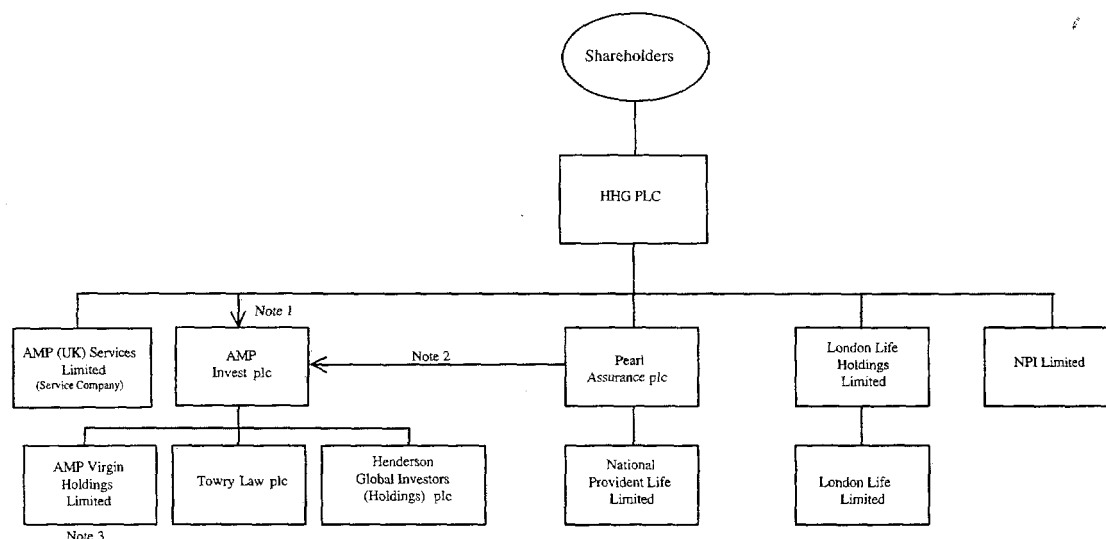 Shareholders
HHG PLC
Note 1
AMP (UK) Services
Limited
(Service Company)
AMP
Invest plc
Note 2
Pearl
Assurance plc
London Life
Holdings
Limited
NPI Limited
AMP Virgin
Holdings
Limited
Towry Law plc
Henderson
Global Investors
(Holdings) plc
National
Provident Life
Limited
London Life
Limited
Note 3